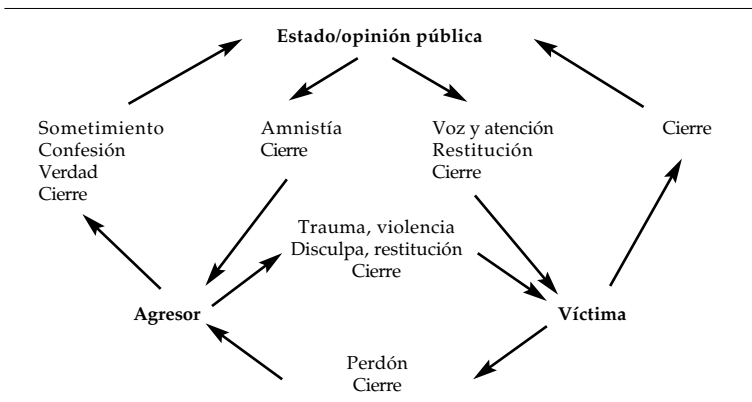 Estado/opinión pública
Sometimiento
Confesión
Verdad
Cierre
Amnistía
Cierre
Voz y atención
Restitución
Cierre
Cierre
Trauma, violencia
Disculpa, restitución
Cierre
Agresor
Víctima
Perdón
Cierre